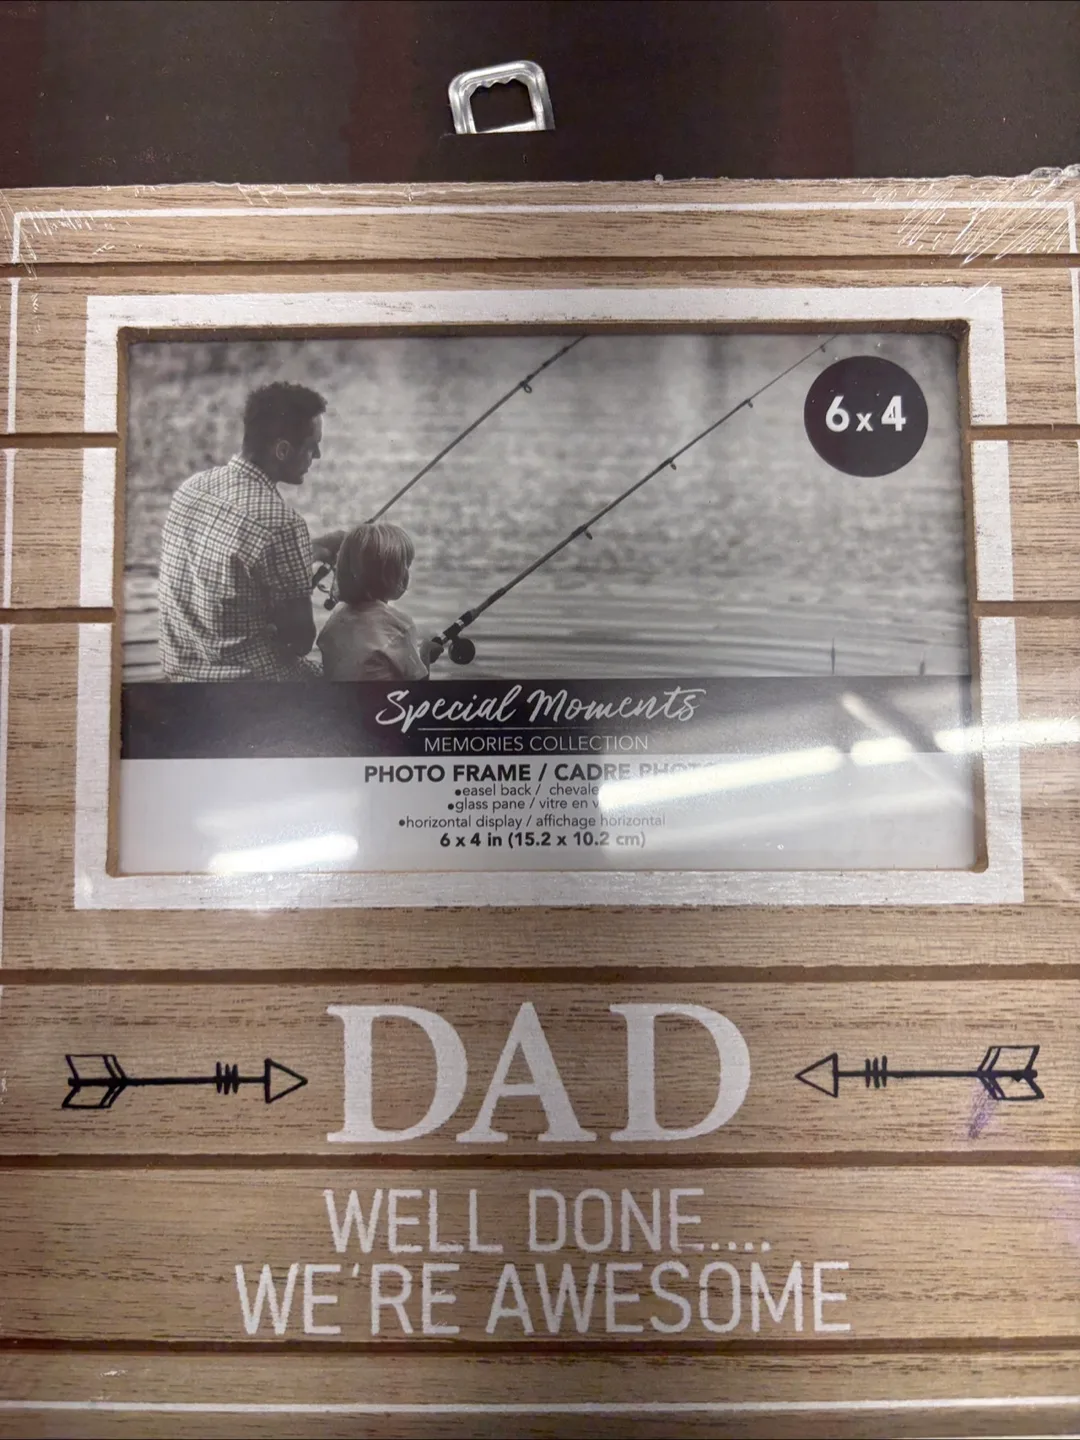 6x4
Special Moments
MEMORIES COLLECTION
PHOTO FRAME / CADRE PHOTO
•easel back /
•glass pane / vitre en
•horizontal display / affichage horizontal
6 x 4 in (15.2 x 10.2 cm)
DAD
WELL DONE....
WE'RE AWESOME